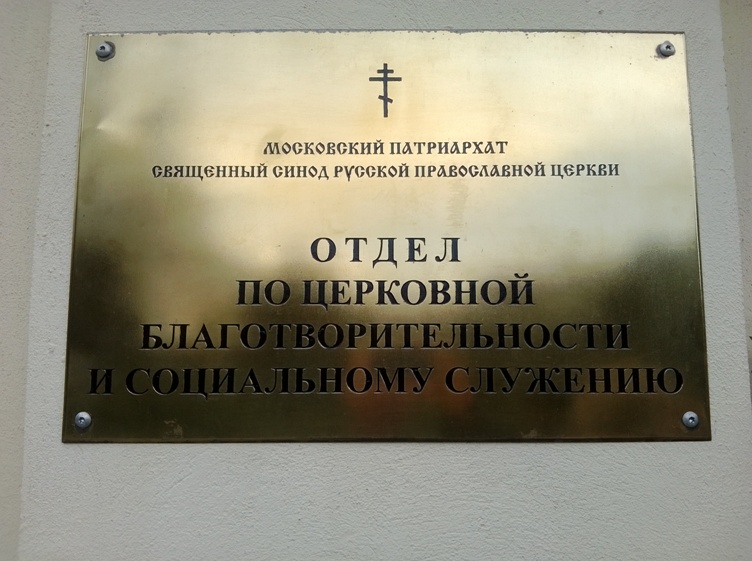 МОСКОВСКИЙ ПАТРИАРХАТ
СВЯЩЕННЫЙ СИНОД РУССКОЙ ПРАВОСЛАВНОЙ ЦЕРКВИ
ОТДЕЛ
ПО ЦЕРКОВНОЙ
БЛАГОТВОРИТЕЛЬНОСТИ
И СОЦИАЛЬНОМУ СЛУЖЕНИЮ